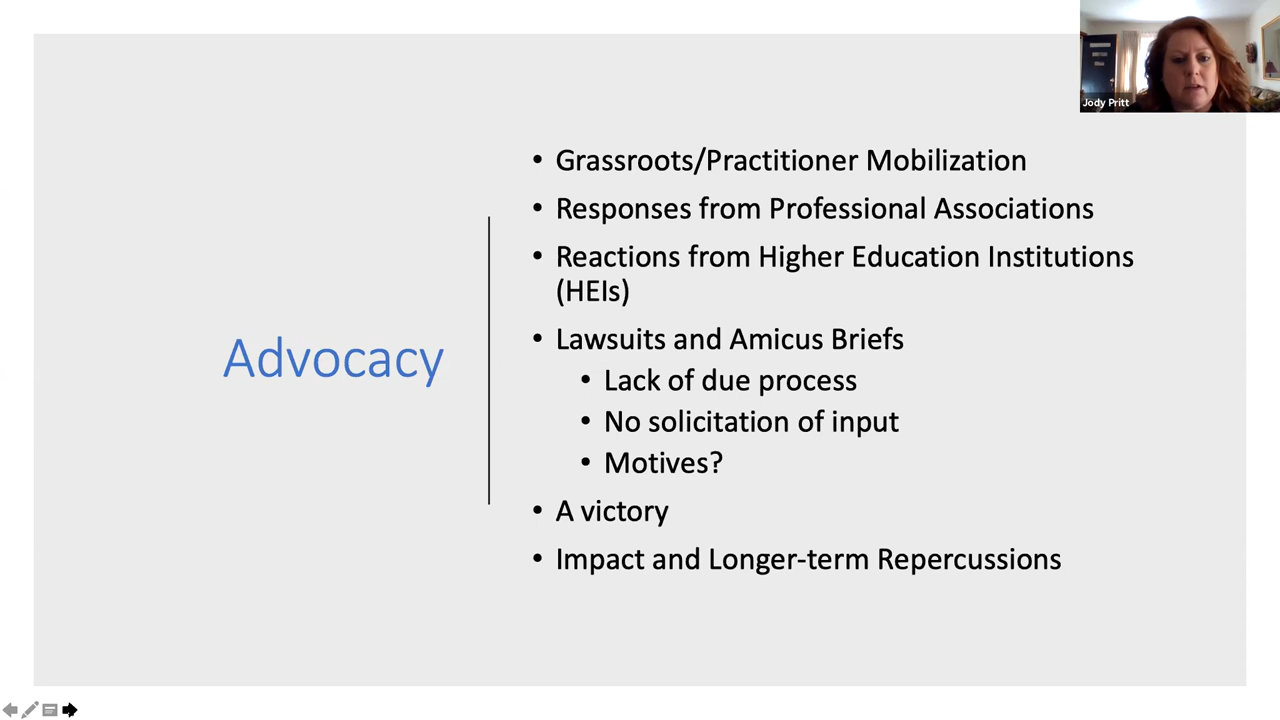 Jody Pritt
Advocacy
• Grassroots/Practitioner Mobilization
• Responses from Professional Associations
• Reactions from Higher Education Institutions
(HEIs)
• Lawsuits and Amicus Briefs
• Lack of due process
• No solicitation of input
• Motives?
• A victory
• Impact and Longer-term Repercussions